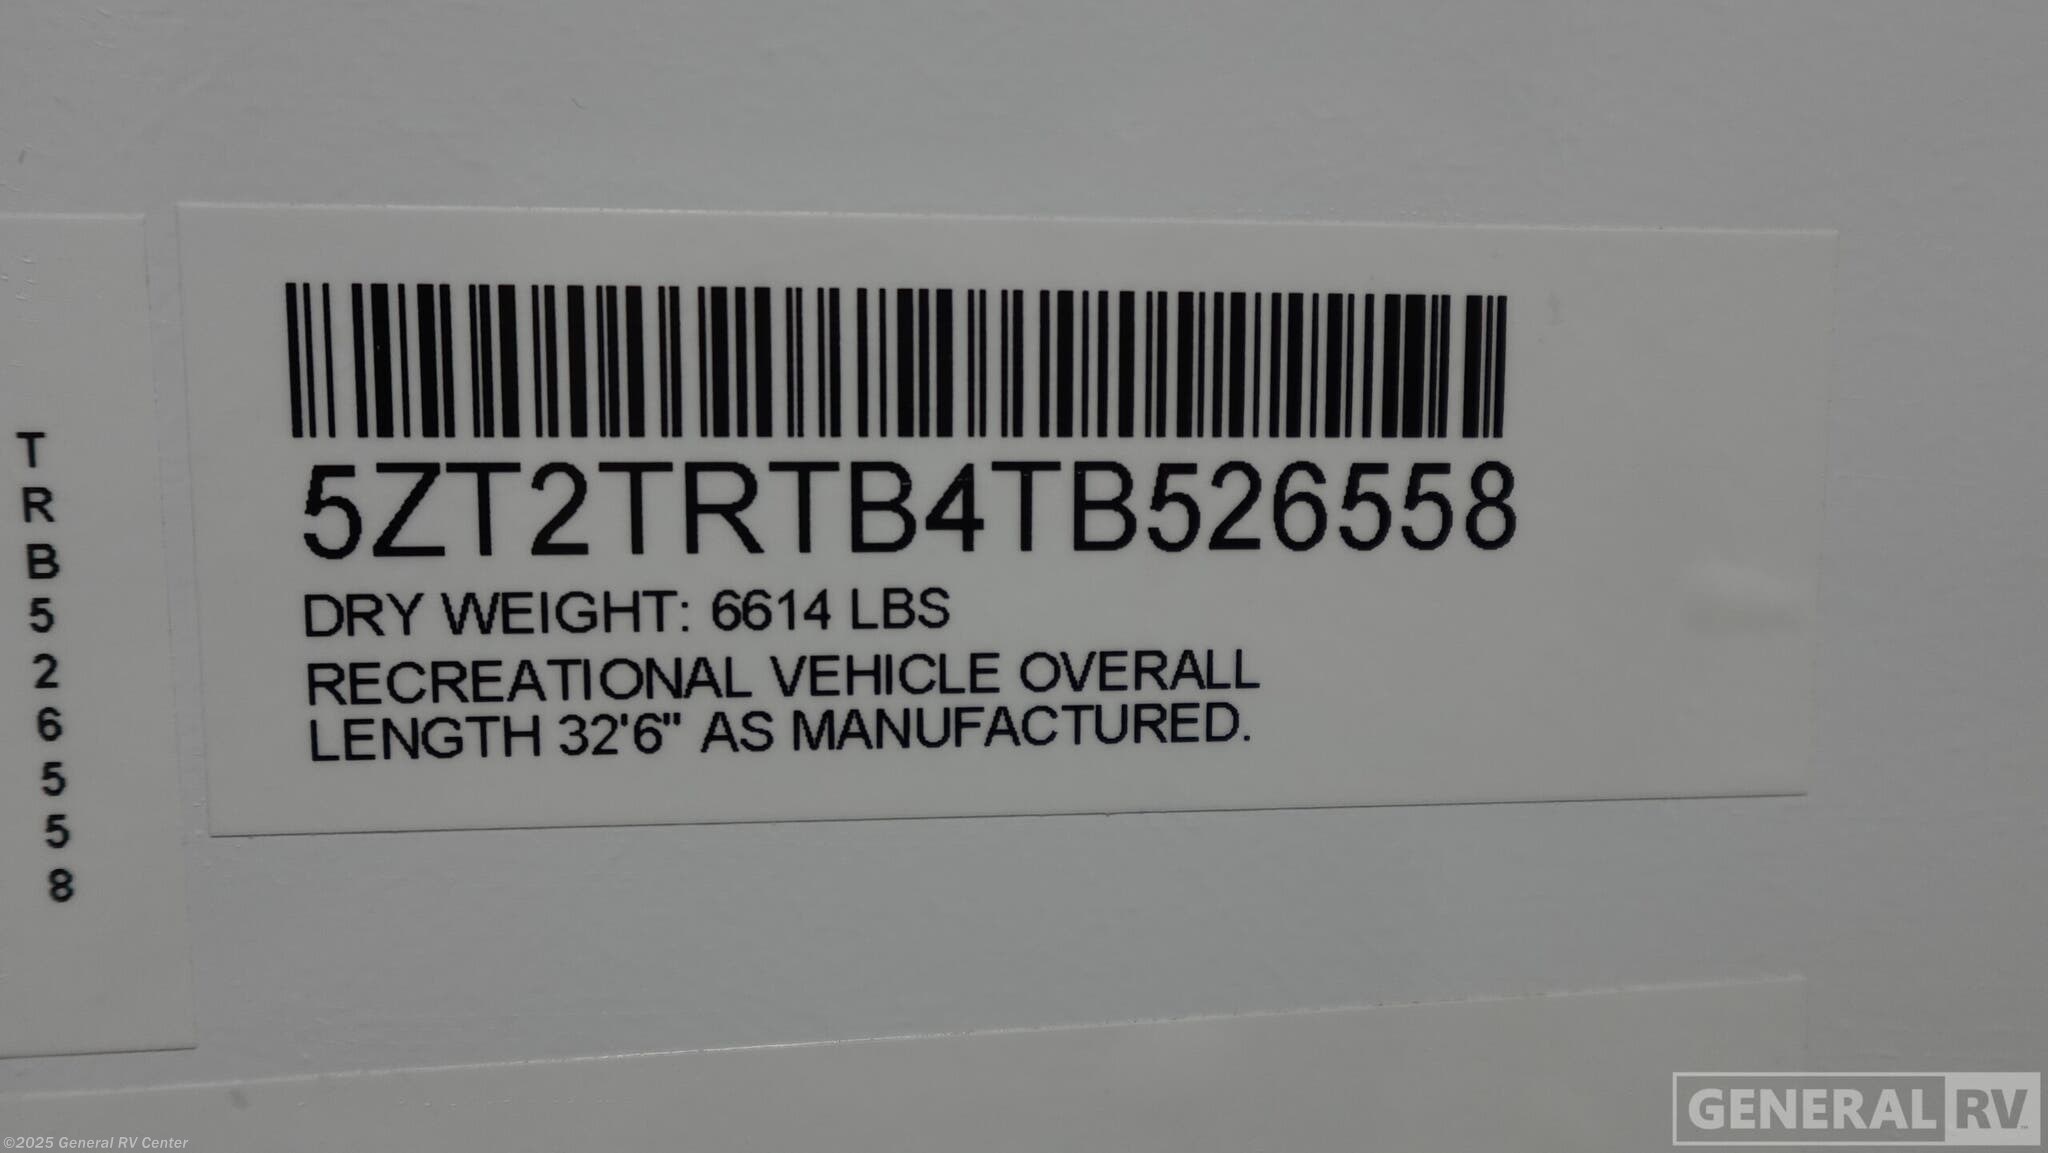 T
R
B
5
2
6
5
5
8
5ZT2TRTB4TB526558
DRY WEIGHT: 6614 LBS
RECREATIONAL VEHICLE OVERALL
LENGTH 32'6" AS MANUFACTURED.
GENERAL RV
©2025 General RV Center